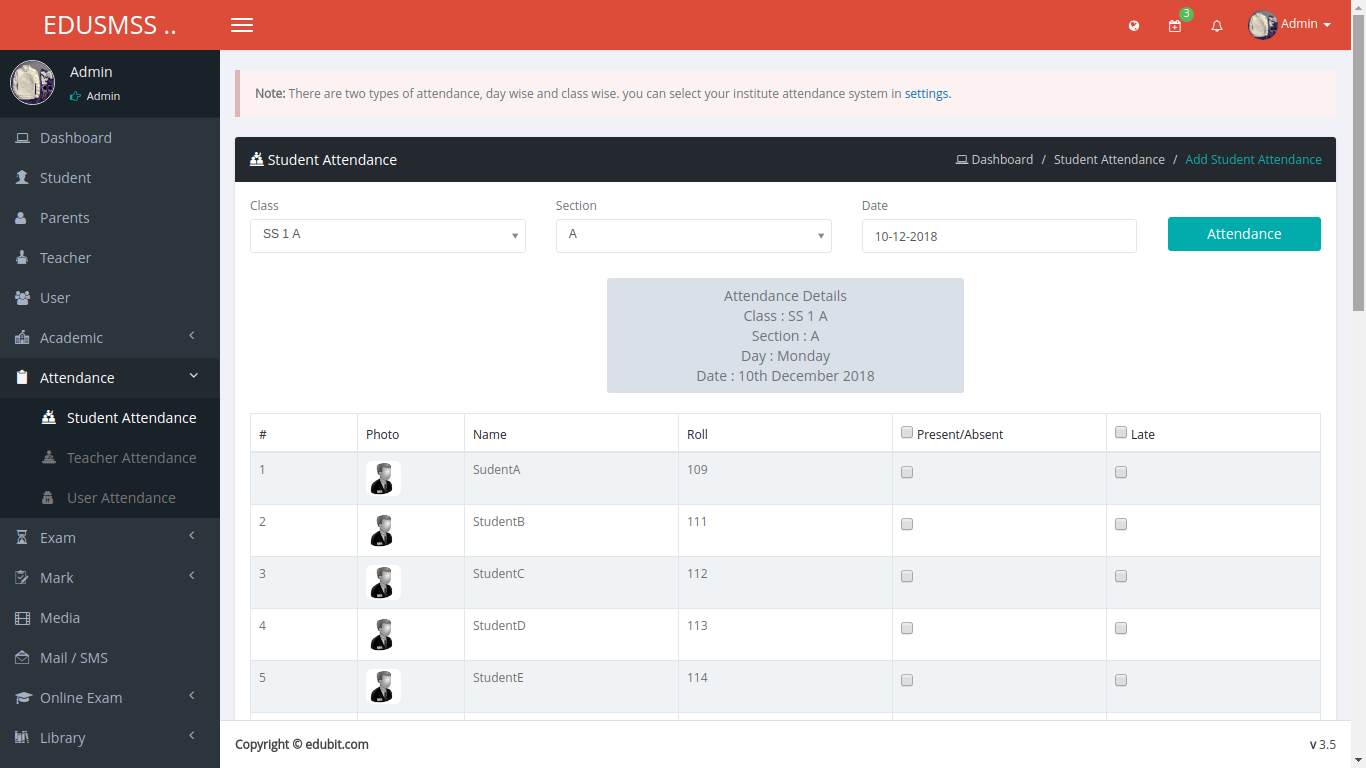 EDUSMSS ..
3
Admin
Admin
Admin
Dashboard
Student
Parents
Teacher
User
Academic
Attendance
Student Attendance
Teacher Attendance
User Attendance
Exam
Mark
Media
Mail / SMS
Online Exam
Library
Note: There are two types of attendance, day wise and class wise. you can select your institute attendance system in settings.
Student Attendance
Dashboard / Student Attendance / Add Student Attendance
Class Section Date
SS 1 A A 10-12-2018 Attendance
Attendance Details
Class : SS 1 A
Section : A
Day : Monday
Date : 10th December 2018
# Photo Name Roll Present/Absent Late
1 SudentA 109
2 StudentB 111
3 StudentC 112
4 StudentD 113
5 StudentE 114
Copyright © edubit.com v 3.5